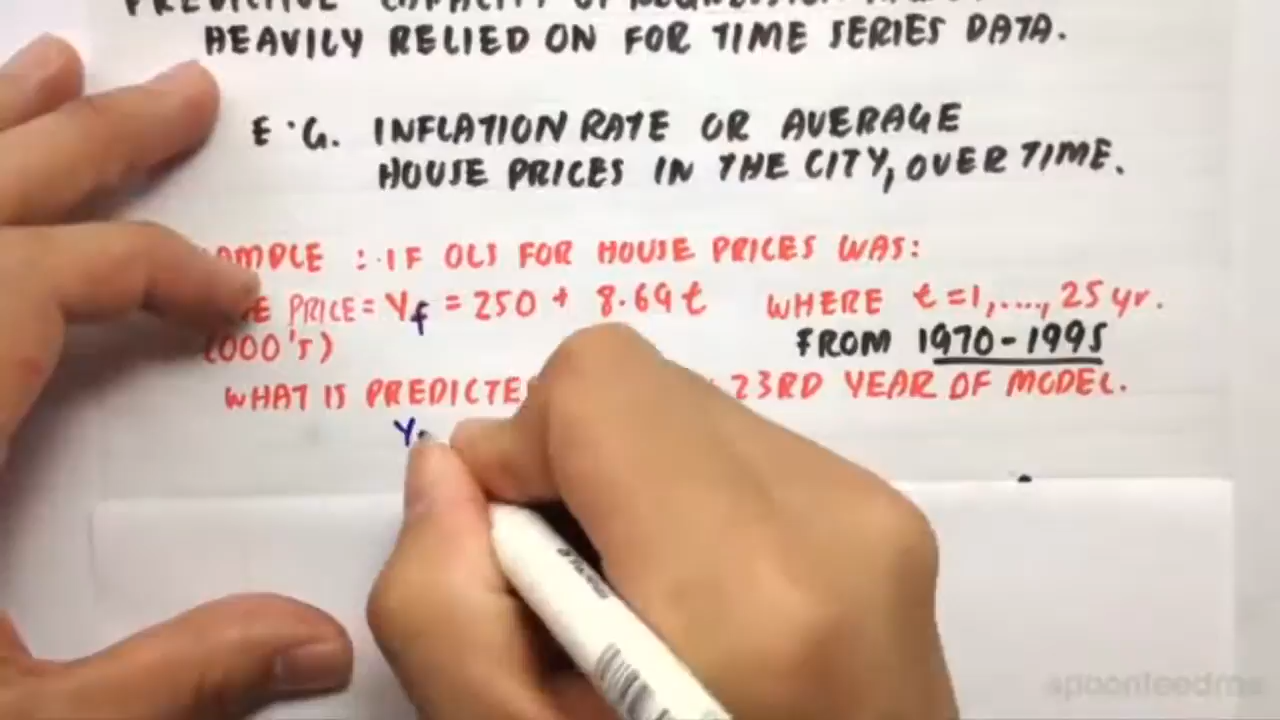 HEAVILY RELIED ON FOR TIME SERIES DATA.
E.G. INFLATION RATE OR AVERAGE
HOUSE PRICES IN THE CITY, OVER TIME.
: IF OLS FOR HOUSE PRICES WAS:
PRICE = Yf = 250 + 8.69t WHERE t=1,...., 25 yr.
(000's) FROM 1970-1995
WHAT IS 23RD YEAR OF MODEL.
spoonfeedme